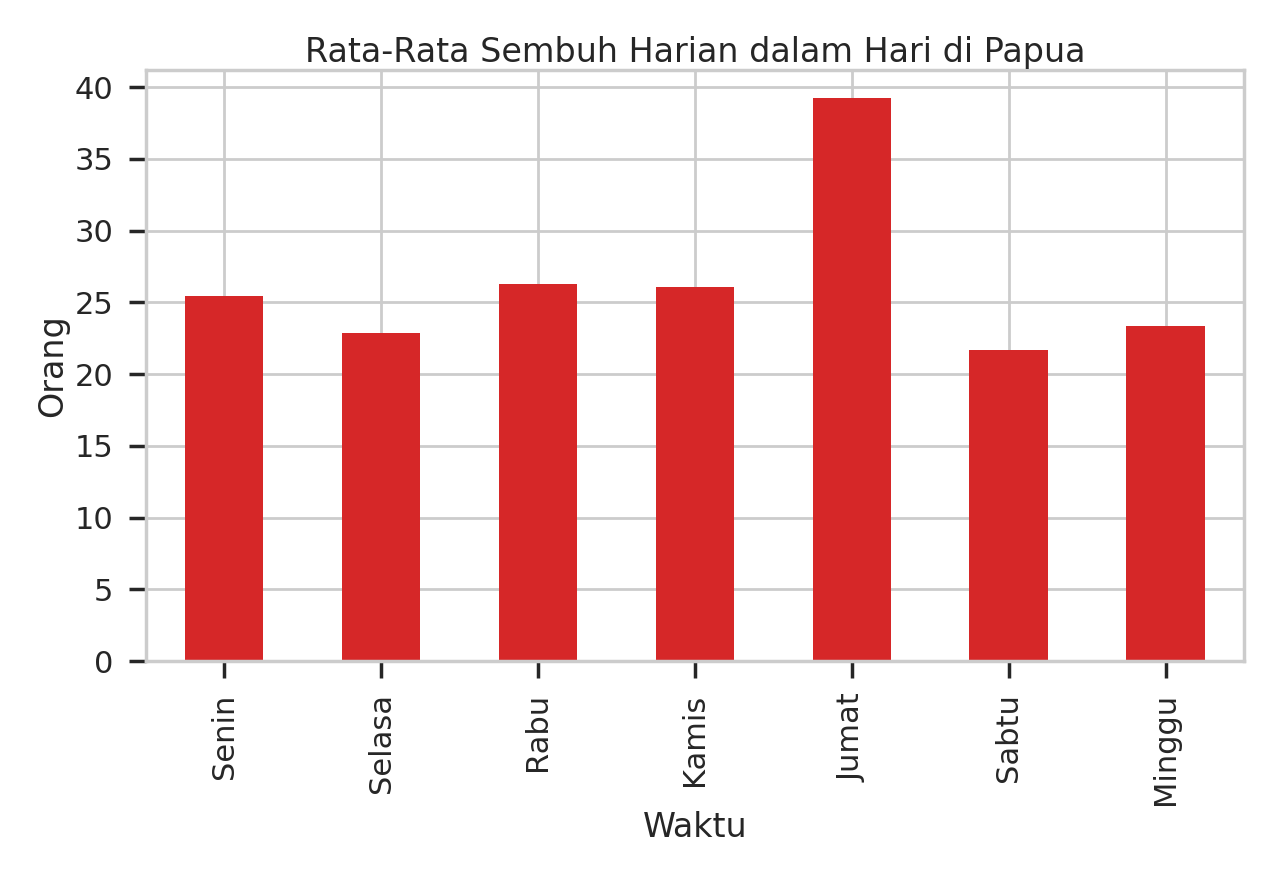 Rata-Rata Sembuh Harian dalam Hari di Papua
40
35
30
25
20
15
10
5
0
Orang
Senin
Selasa
Rabu
Kamis
Jumat
Sabtu
Minggu
Waktu